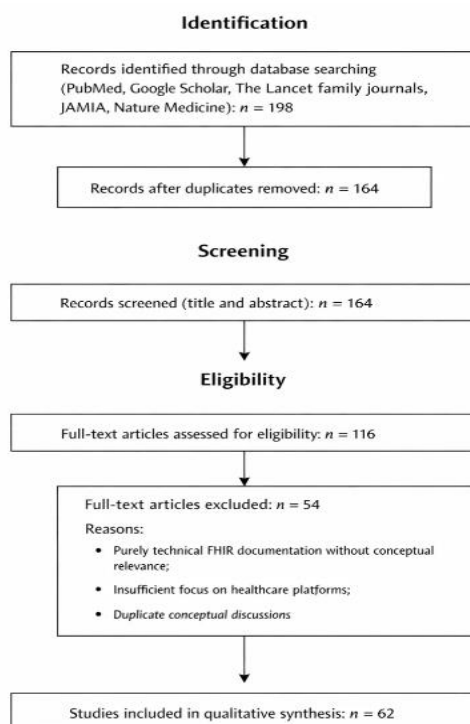 Identification
Records identified through database searching
(PubMed, Google Scholar, The Lancet family journals,
JAMIA, Nature Medicine): n = 198
Records after duplicates removed: n = 164
Screening
Records screened (title and abstract): n = 164
Eligibility
Full-text articles assessed for eligibility: n = 116
Full-text articles excluded: n = 54
Reasons:
• Purely technical FHIR documentation without conceptual
relevance;
• Insufficient focus on healthcare platforms;
• Duplicate conceptual discussions
Studies included in qualitative synthesis: n = 62